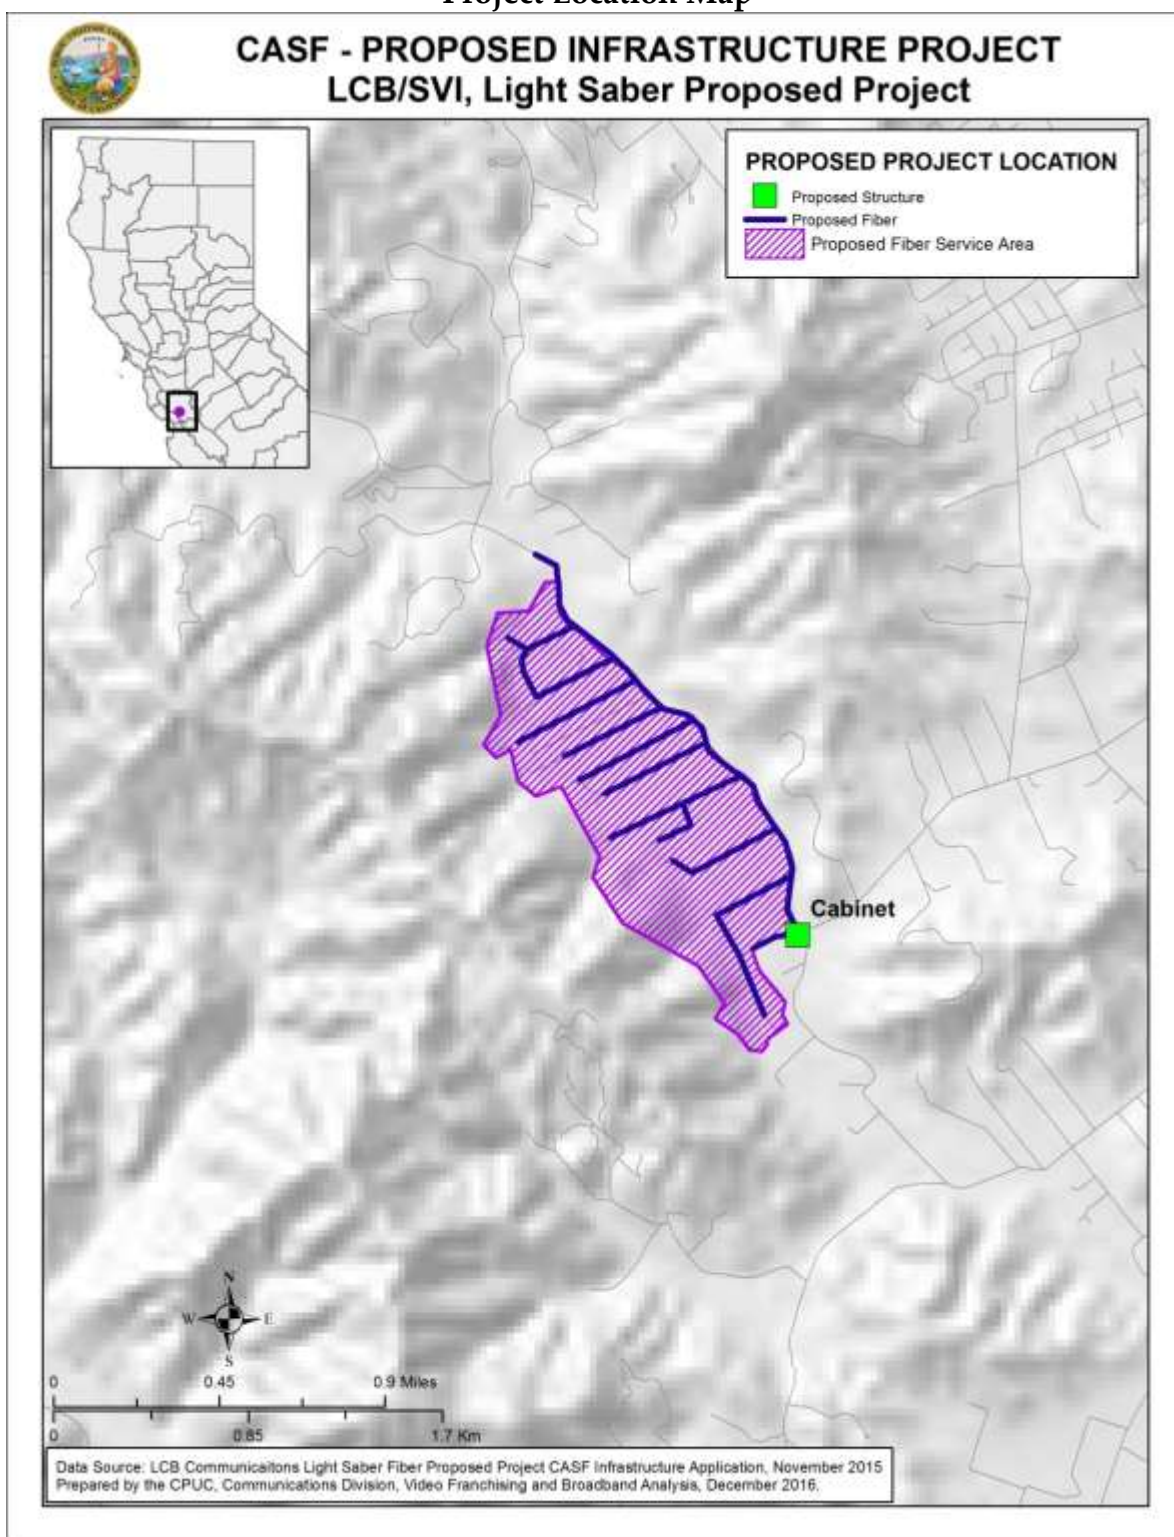 Project Location Map
CASF - PROPOSED INFRASTRUCTURE PROJECT
LCB/SVI, Light Saber Proposed Project
PROPOSED PROJECT LOCATION
Proposed Structure
Proposed Fiber
Proposed Fiber Service Area
Cabinet
N
W E
S
0 0.45 0.9 Miles
0 0.85 1.7 Km
Data Source: LCB Communicaitons Light Saber Fiber Proposed Project CASF Infrastructure Application, November 2015
Prepared by the CPUC, Communications Division, Video Franchising and Broadband Analysis, December 2016.